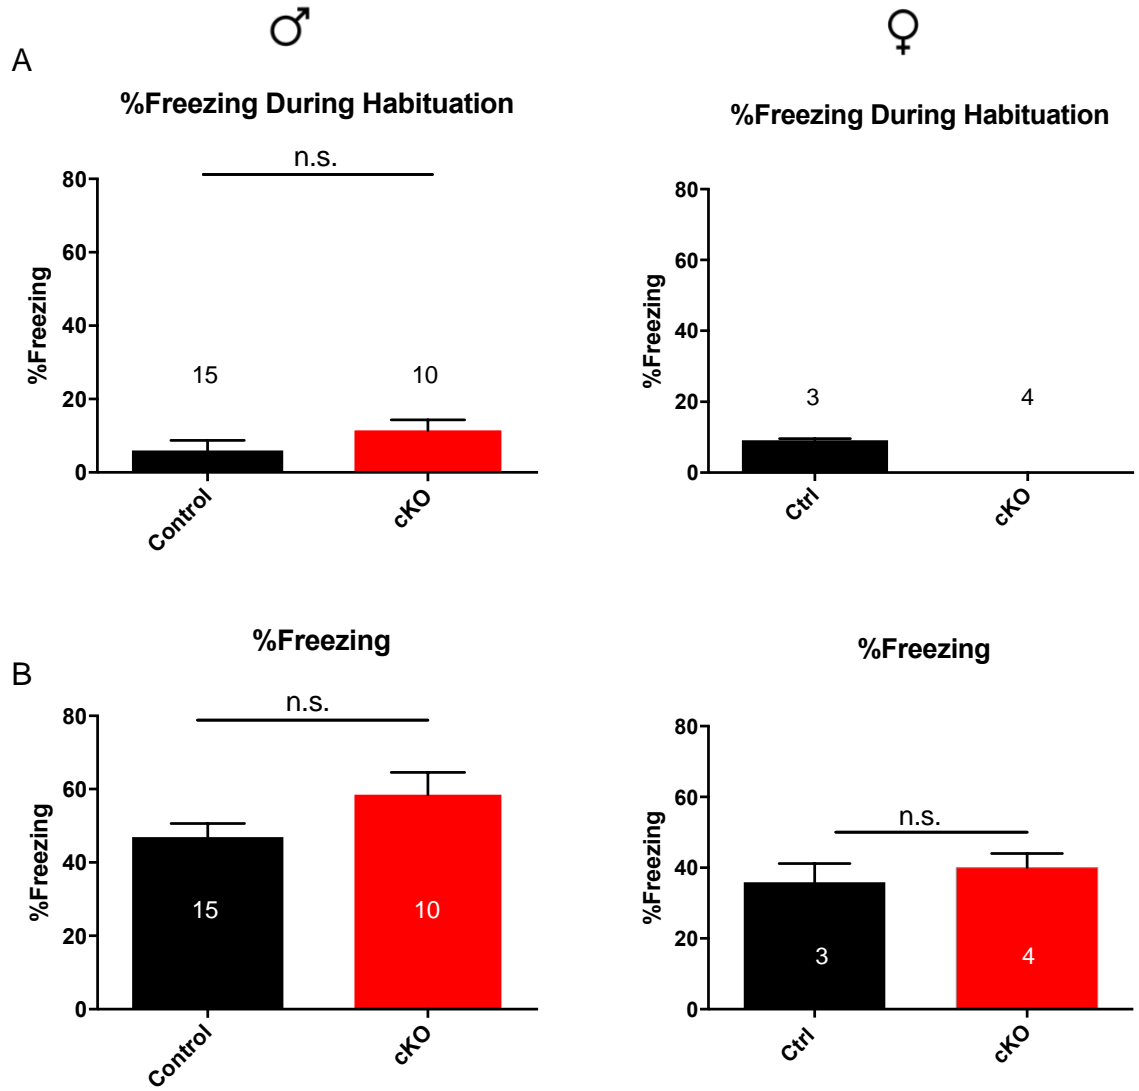 ♂
♀
A
%Freezing During Habituation
n.s.
80
60
40
20
0
%Freezing
15
10
Control
cKO
%Freezing During Habituation
80
60
40
20
0
%Freezing
3
4
Ctrl
cKO
B
%Freezing
n.s.
80
60
40
20
0
%Freezing
15
10
Control
cKO
%Freezing
n.s.
80
60
40
20
0
%Freezing
3
4
Ctrl
cKO